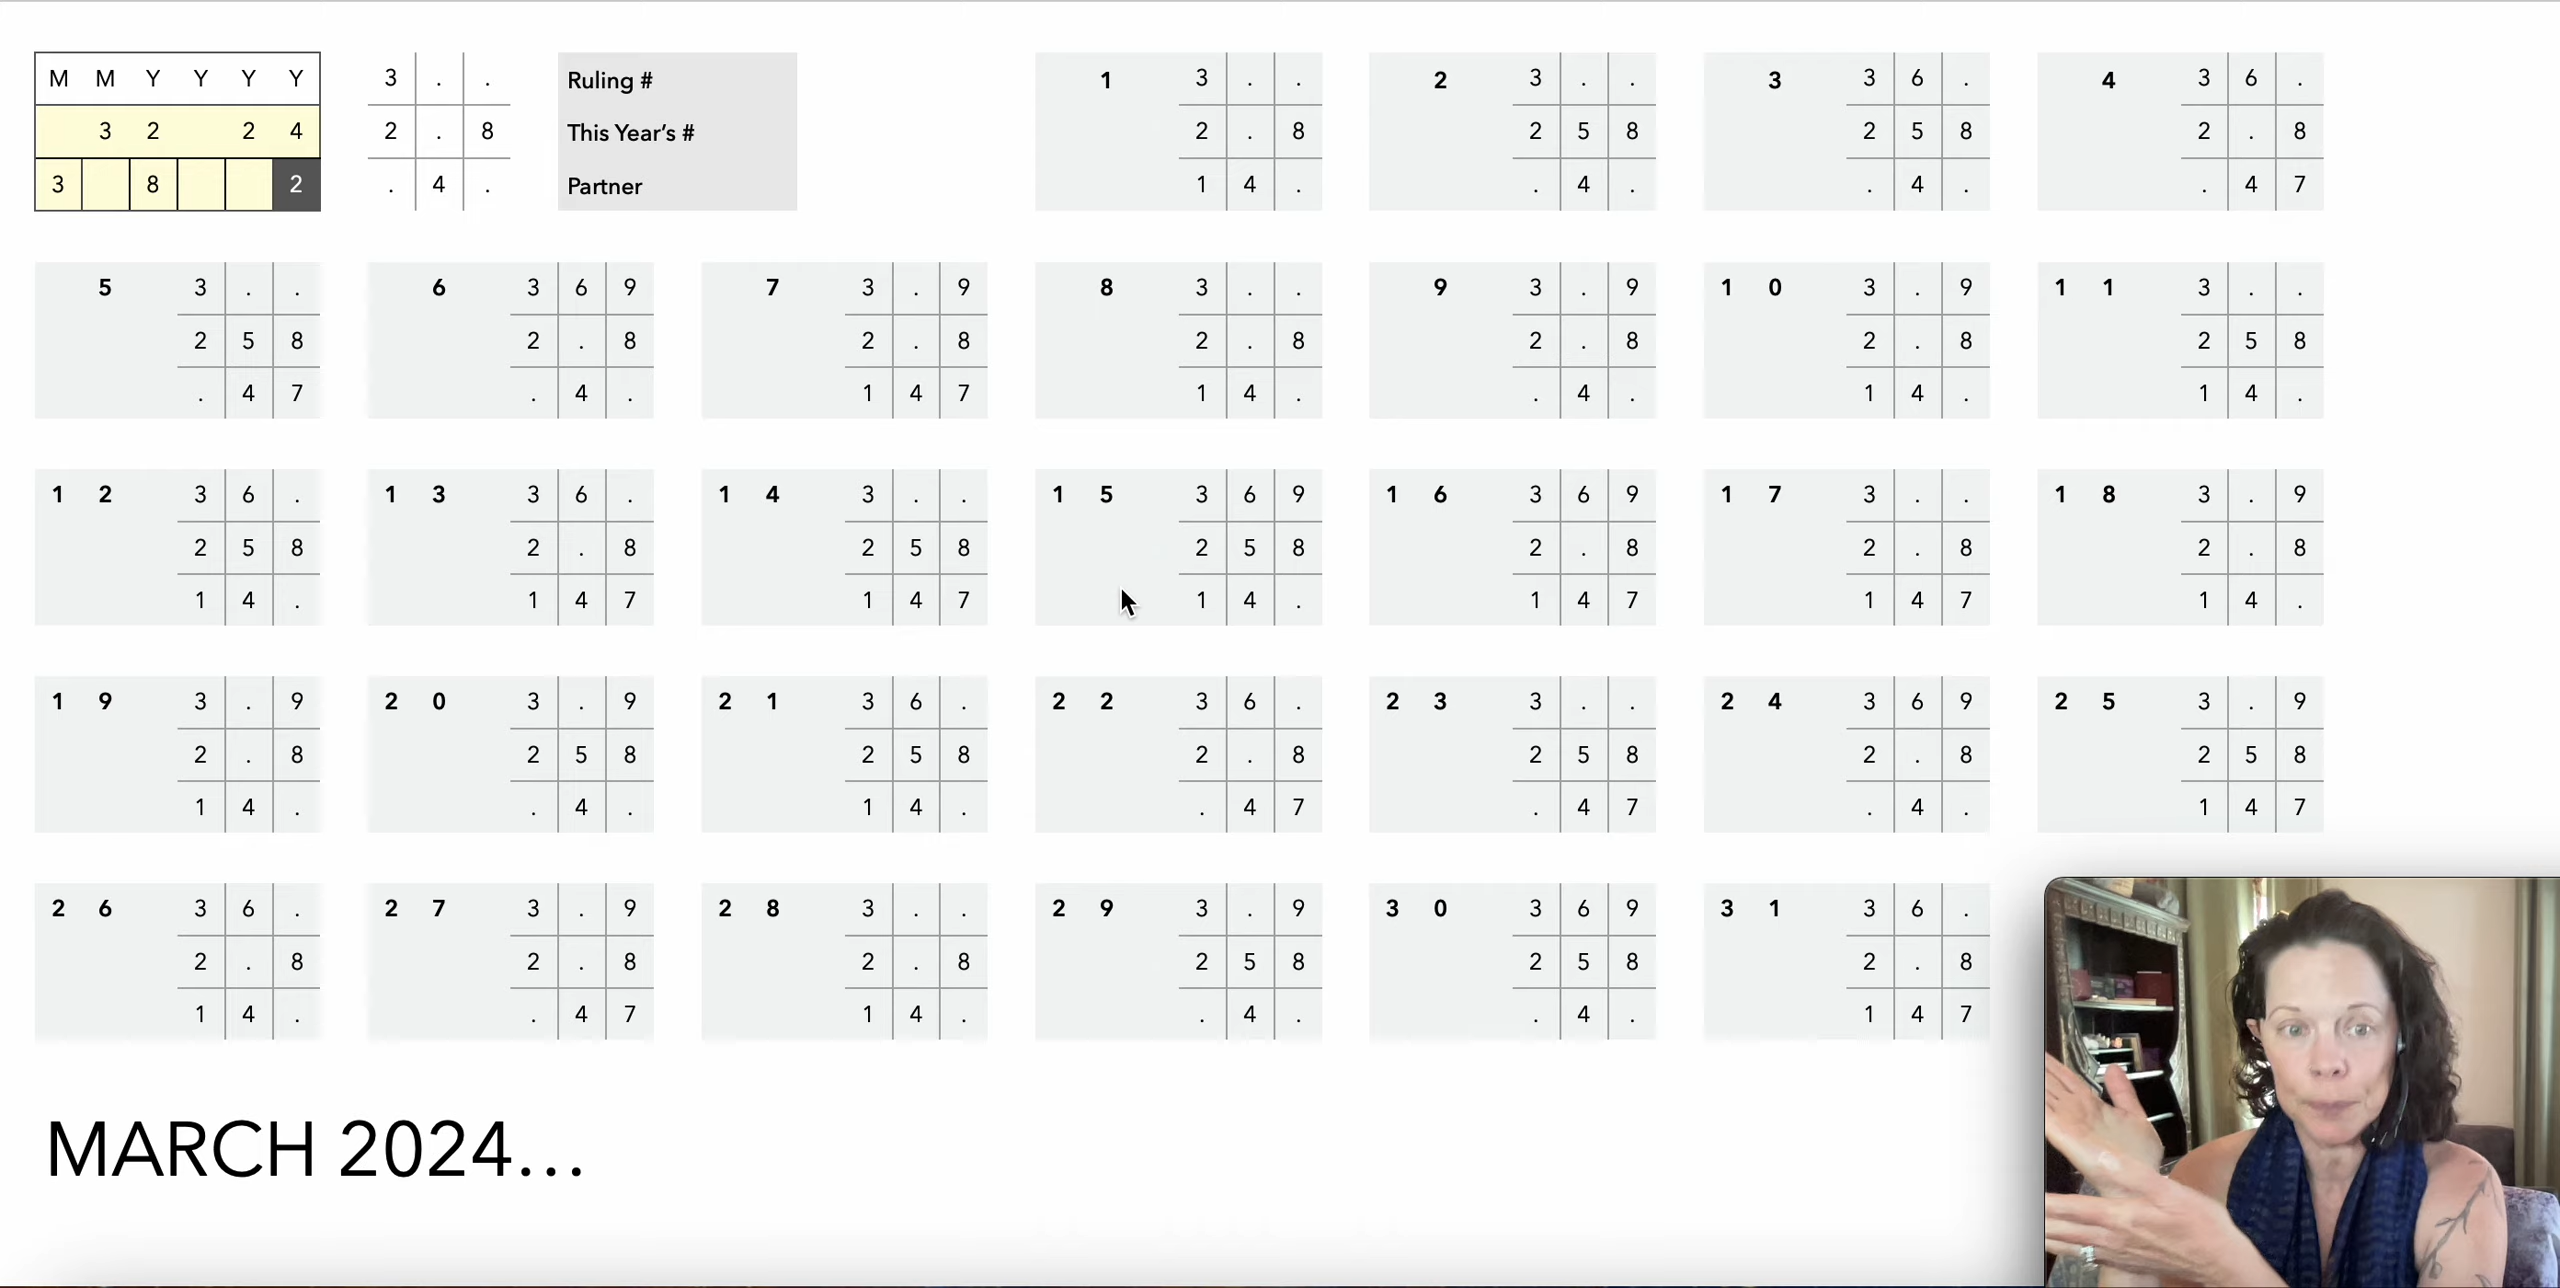 M M Y Y Y Y
3 2 2 4
3 8 2
3 . .
2 . 8
. 4 .
Ruling #
This Year's #
Partner
1 3 . .
2 . 8
1 4 .
2 3 . .
2 5 8
. 4 .
3 3 6 .
2 5 8
. 4 .
4 3 6 .
2 . 8
. 4 7
5 3 . .
2 5 8
. 4 7
6 3 6 9
2 . 8
. 4 .
7 3 . 9
2 . 8
1 4 7
8 3 . .
2 . 8
1 4 .
9 3 . 9
2 . 8
. 4 .
1 0 3 . 9
2 . 8
1 4 .
1 1 3 . .
2 5 8
1 4 .
1 2 3 6 .
2 5 8
1 4 .
1 3 3 6 .
2 . 8
1 4 7
1 4 3 . .
2 5 8
1 4 7
1 5 3 6 9
2 5 8
1 4 .
1 6 3 6 9
2 . 8
1 4 7
1 7 3 . .
2 . 8
1 4 7
1 8 3 . 9
2 . 8
1 4 .
1 9 3 . 9
2 . 8
1 4 .
2 0 3 . 9
2 5 8
. 4 .
2 1 3 6 .
2 5 8
1 4 .
2 2 3 6 .
2 . 8
. 4 7
2 3 3 . .
2 5 8
. 4 7
2 4 3 6 9
2 . 8
. 4 .
2 5 3 . 9
2 5 8
1 4 7
2 6 3 6 .
2 . 8
1 4 .
2 7 3 . 9
2 . 8
. 4 7
2 8 3 . .
2 . 8
1 4 .
2 9 3 . 9
2 5 8
. 4 .
3 0 3 6 9
2 5 8
. 4 .
3 1 3 6 .
2 . 8
1 4 7
MARCH 2024...